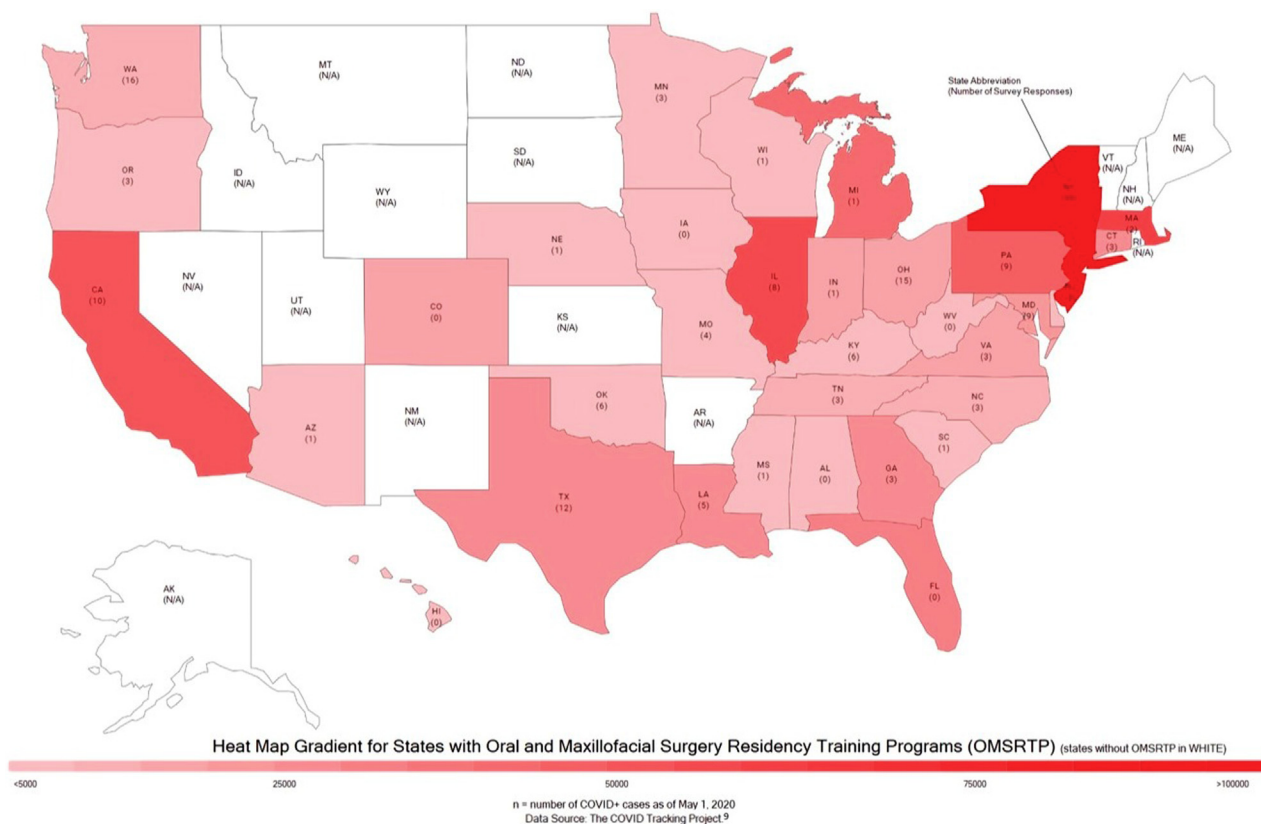 WA
(16)
MT
(N/A)
ND
(N/A)
MN
(3)
State Abbreviation
(Number of Survey Responses)
OR
(3)
ID
(N/A)
SD
(N/A)
WI
(1)
MI
(1)
VT
(N/A)
ME
(N/A)
NH
(N/A)
WY
(N/A)
MA
(2)
NE
(1)
IA
(0)
CT
(3)
RI
(N/A)
PA
(9)
NV
(N/A)
UT
(N/A)
CA
(10)
CO
(0)
KS
(N/A)
IL
(8)
IN
(1)
OH
(15)
MD
(9)
WV
(0)
MO
(4)
KY
(6)
VA
(3)
AZ
(1)
NM
(N/A)
OK
(6)
AR
(N/A)
TN
(3)
NC
(3)
SC
(1)
MS
(1)
AL
(0)
GA
(3)
TX
(12)
LA
(5)
FL
(0)
AK
(N/A)
HI
(0)
Heat Map Gradient for States with Oral and Maxillofacial Surgery Residency Training Programs (OMSRTP) (states without OMSRTP in WHITE)
<5000 25000 50000 75000 >100000
n = number of COVID+ cases as of May 1, 2020
Data Source: The COVID Tracking Project.⁹